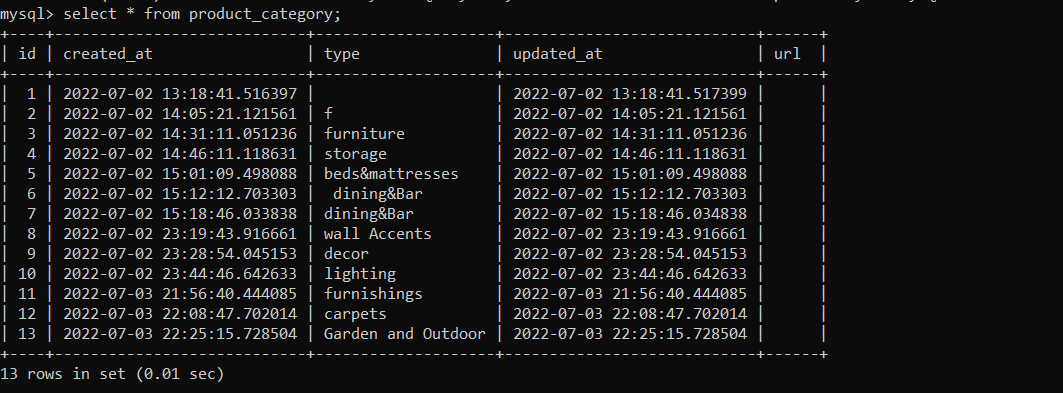 mysql> select * from product_category;
+----+----------------------------+--------------------+----------------------------+------+
| id | created_at                 | type               | updated_at                 | url  |
+----+----------------------------+--------------------+----------------------------+------+
|  1 | 2022-07-02 13:18:41.516397 |                    | 2022-07-02 13:18:41.517399 |      |
|  2 | 2022-07-02 14:05:21.121561 | f                  | 2022-07-02 14:05:21.121561 |      |
|  3 | 2022-07-02 14:31:11.051236 | furniture          | 2022-07-02 14:31:11.051236 |      |
|  4 | 2022-07-02 14:46:11.118631 | storage            | 2022-07-02 14:46:11.118631 |      |
|  5 | 2022-07-02 15:01:09.498088 | beds&mattresses    | 2022-07-02 15:01:09.498088 |      |
|  6 | 2022-07-02 15:12:12.703303 |  dining&Bar        | 2022-07-02 15:12:12.703303 |      |
|  7 | 2022-07-02 15:18:46.033838 | dining&Bar         | 2022-07-02 15:18:46.034838 |      |
|  8 | 2022-07-02 23:19:43.916661 | wall Accents       | 2022-07-02 23:19:43.916661 |      |
|  9 | 2022-07-02 23:28:54.045153 | decor              | 2022-07-02 23:28:54.045153 |      |
| 10 | 2022-07-02 23:44:46.642633 | lighting           | 2022-07-02 23:44:46.642633 |      |
| 11 | 2022-07-03 21:56:40.444085 | furnishings        | 2022-07-03 21:56:40.444085 |      |
| 12 | 2022-07-03 22:08:47.702014 | carpets            | 2022-07-03 22:08:47.702014 |      |
| 13 | 2022-07-03 22:25:15.728504 | Garden and Outdoor | 2022-07-03 22:25:15.728504 |      |
+----+----------------------------+--------------------+----------------------------+------+
13 rows in set (0.01 sec)